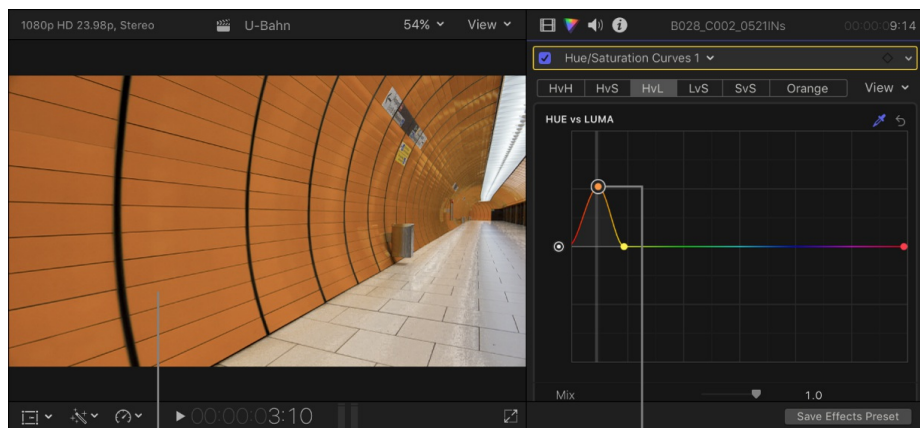 1080p HD 23.98p, Stereo
U-Bahn
54%
View
B028_C002_0521INs
00:00:09:14
Hue/Saturation Curves 1
HvH
HvS
HvL
LvS
SvS
Orange
View
HUE vs LUMA
Mix
1.0
00:00:03:10
Save Effects Preset